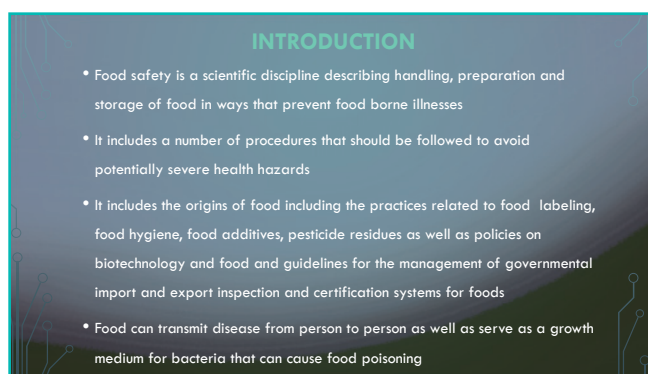 INTRODUCTION
• Food safety is a scientific discipline describing handling, preparation and
storage of food in ways that prevent food borne illnesses
• It includes a number of procedures that should be followed to avoid
potentially severe health hazards
• It includes the origins of food including the practices related to food labeling,
food hygiene, food additives, pesticide residues as well as policies on
biotechnology and food and guidelines for the management of governmental
import and export inspection and certification systems for foods
• Food can transmit disease from person to person as well as serve as a growth
medium for bacteria that can cause food poisoning